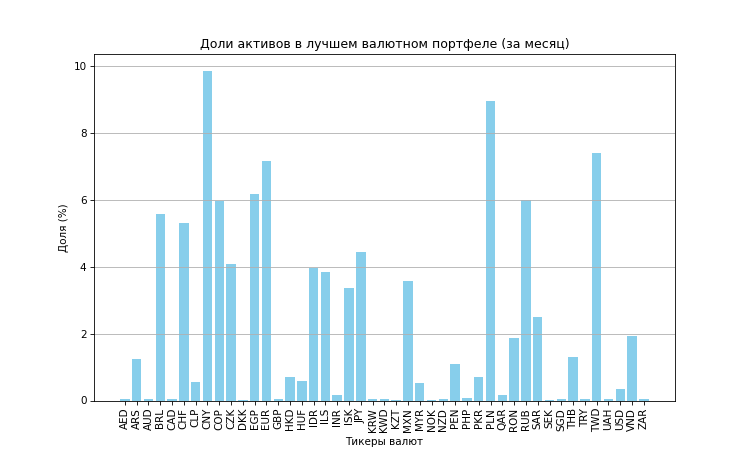 Доли активов в лучшем валютном портфеле (за месяц)
Доля (%)
10
8
6
4
2
0
AED ARS AUD BRL CAD CHF CLP CNY COP CZK DKK EGP EUR GBP HKD HUF IDR ILS INR ISK JPY KRW KWD KZT MXN MYR NOK NZD PEN PHP PKR PLN QAR RON RUB SAR SEK SGD THB TRY TWD UAH USD VND ZAR
Тикеры валют